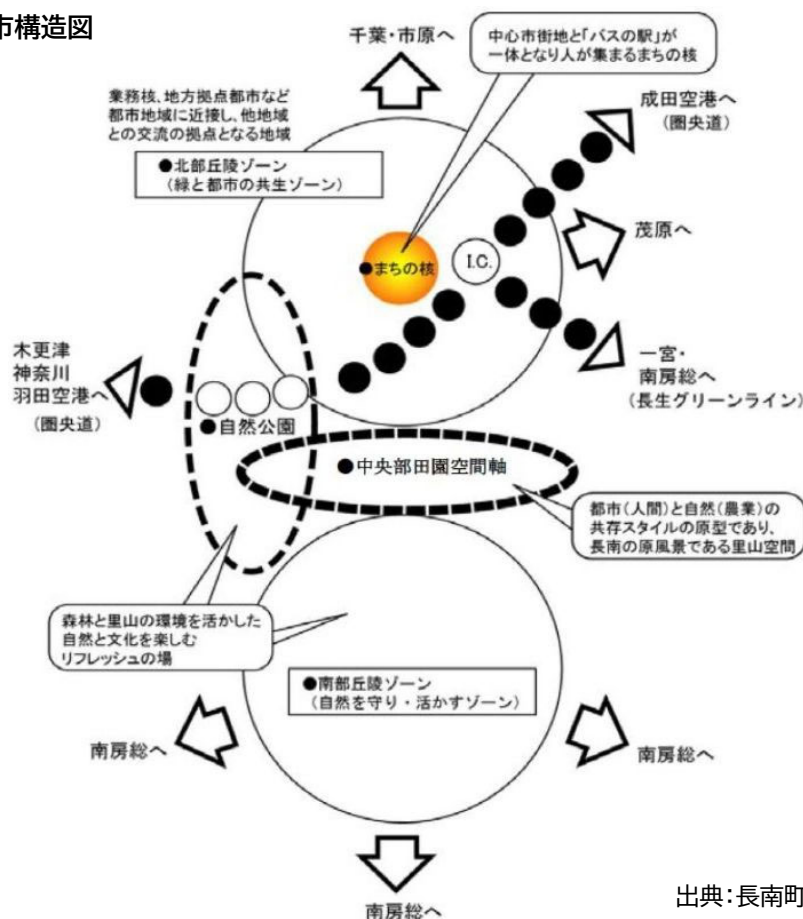 市構造図
千葉・市原へ
中心市街地と「バスの駅」が
一体となり人が集まるまちの核
業務核、地方拠点都市など
都市地域に近接し、他地域
との交流の拠点となる地域
成田空港へ
(圏央道)
●北部丘陵ゾーン
(緑と都市の共生ゾーン)
茂原へ
●まちの核
I.C.
木更津
神奈川
羽田空港へ
(圏央道)
一宮・
南房総へ
(長生グリーンライン)
●自然公園
●中央部田園空間軸
都市(人間)と自然(農業)の
共存スタイルの原型であり、
長南の原風景である里山空間
森林と里山の環境を活かした
自然と文化を楽しむ
リフレッシュの場
●南部丘陵ゾーン
(自然を守り・活かすゾーン)
南房総へ
南房総へ
南房総へ
出典:長南町